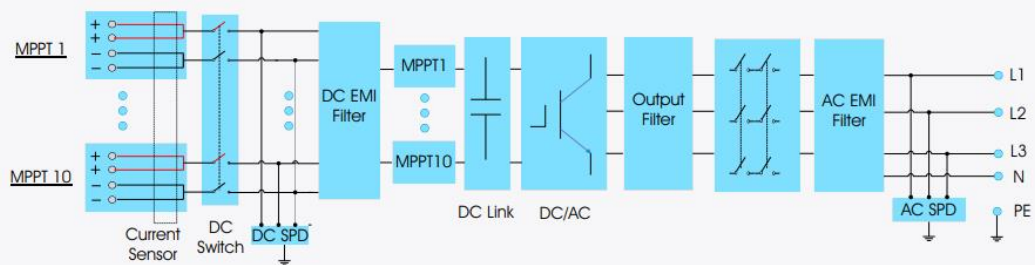 MPPT 1
+
+
−
−
MPPT 10
+
+
−
−
Current
Sensor
DC
Switch
DC SPD
DC EMI
Filter
MPPT1
MPPT10
DC Link
DC/AC
Output
Filter
AC EMI
Filter
AC SPD
L1
L2
L3
N
PE